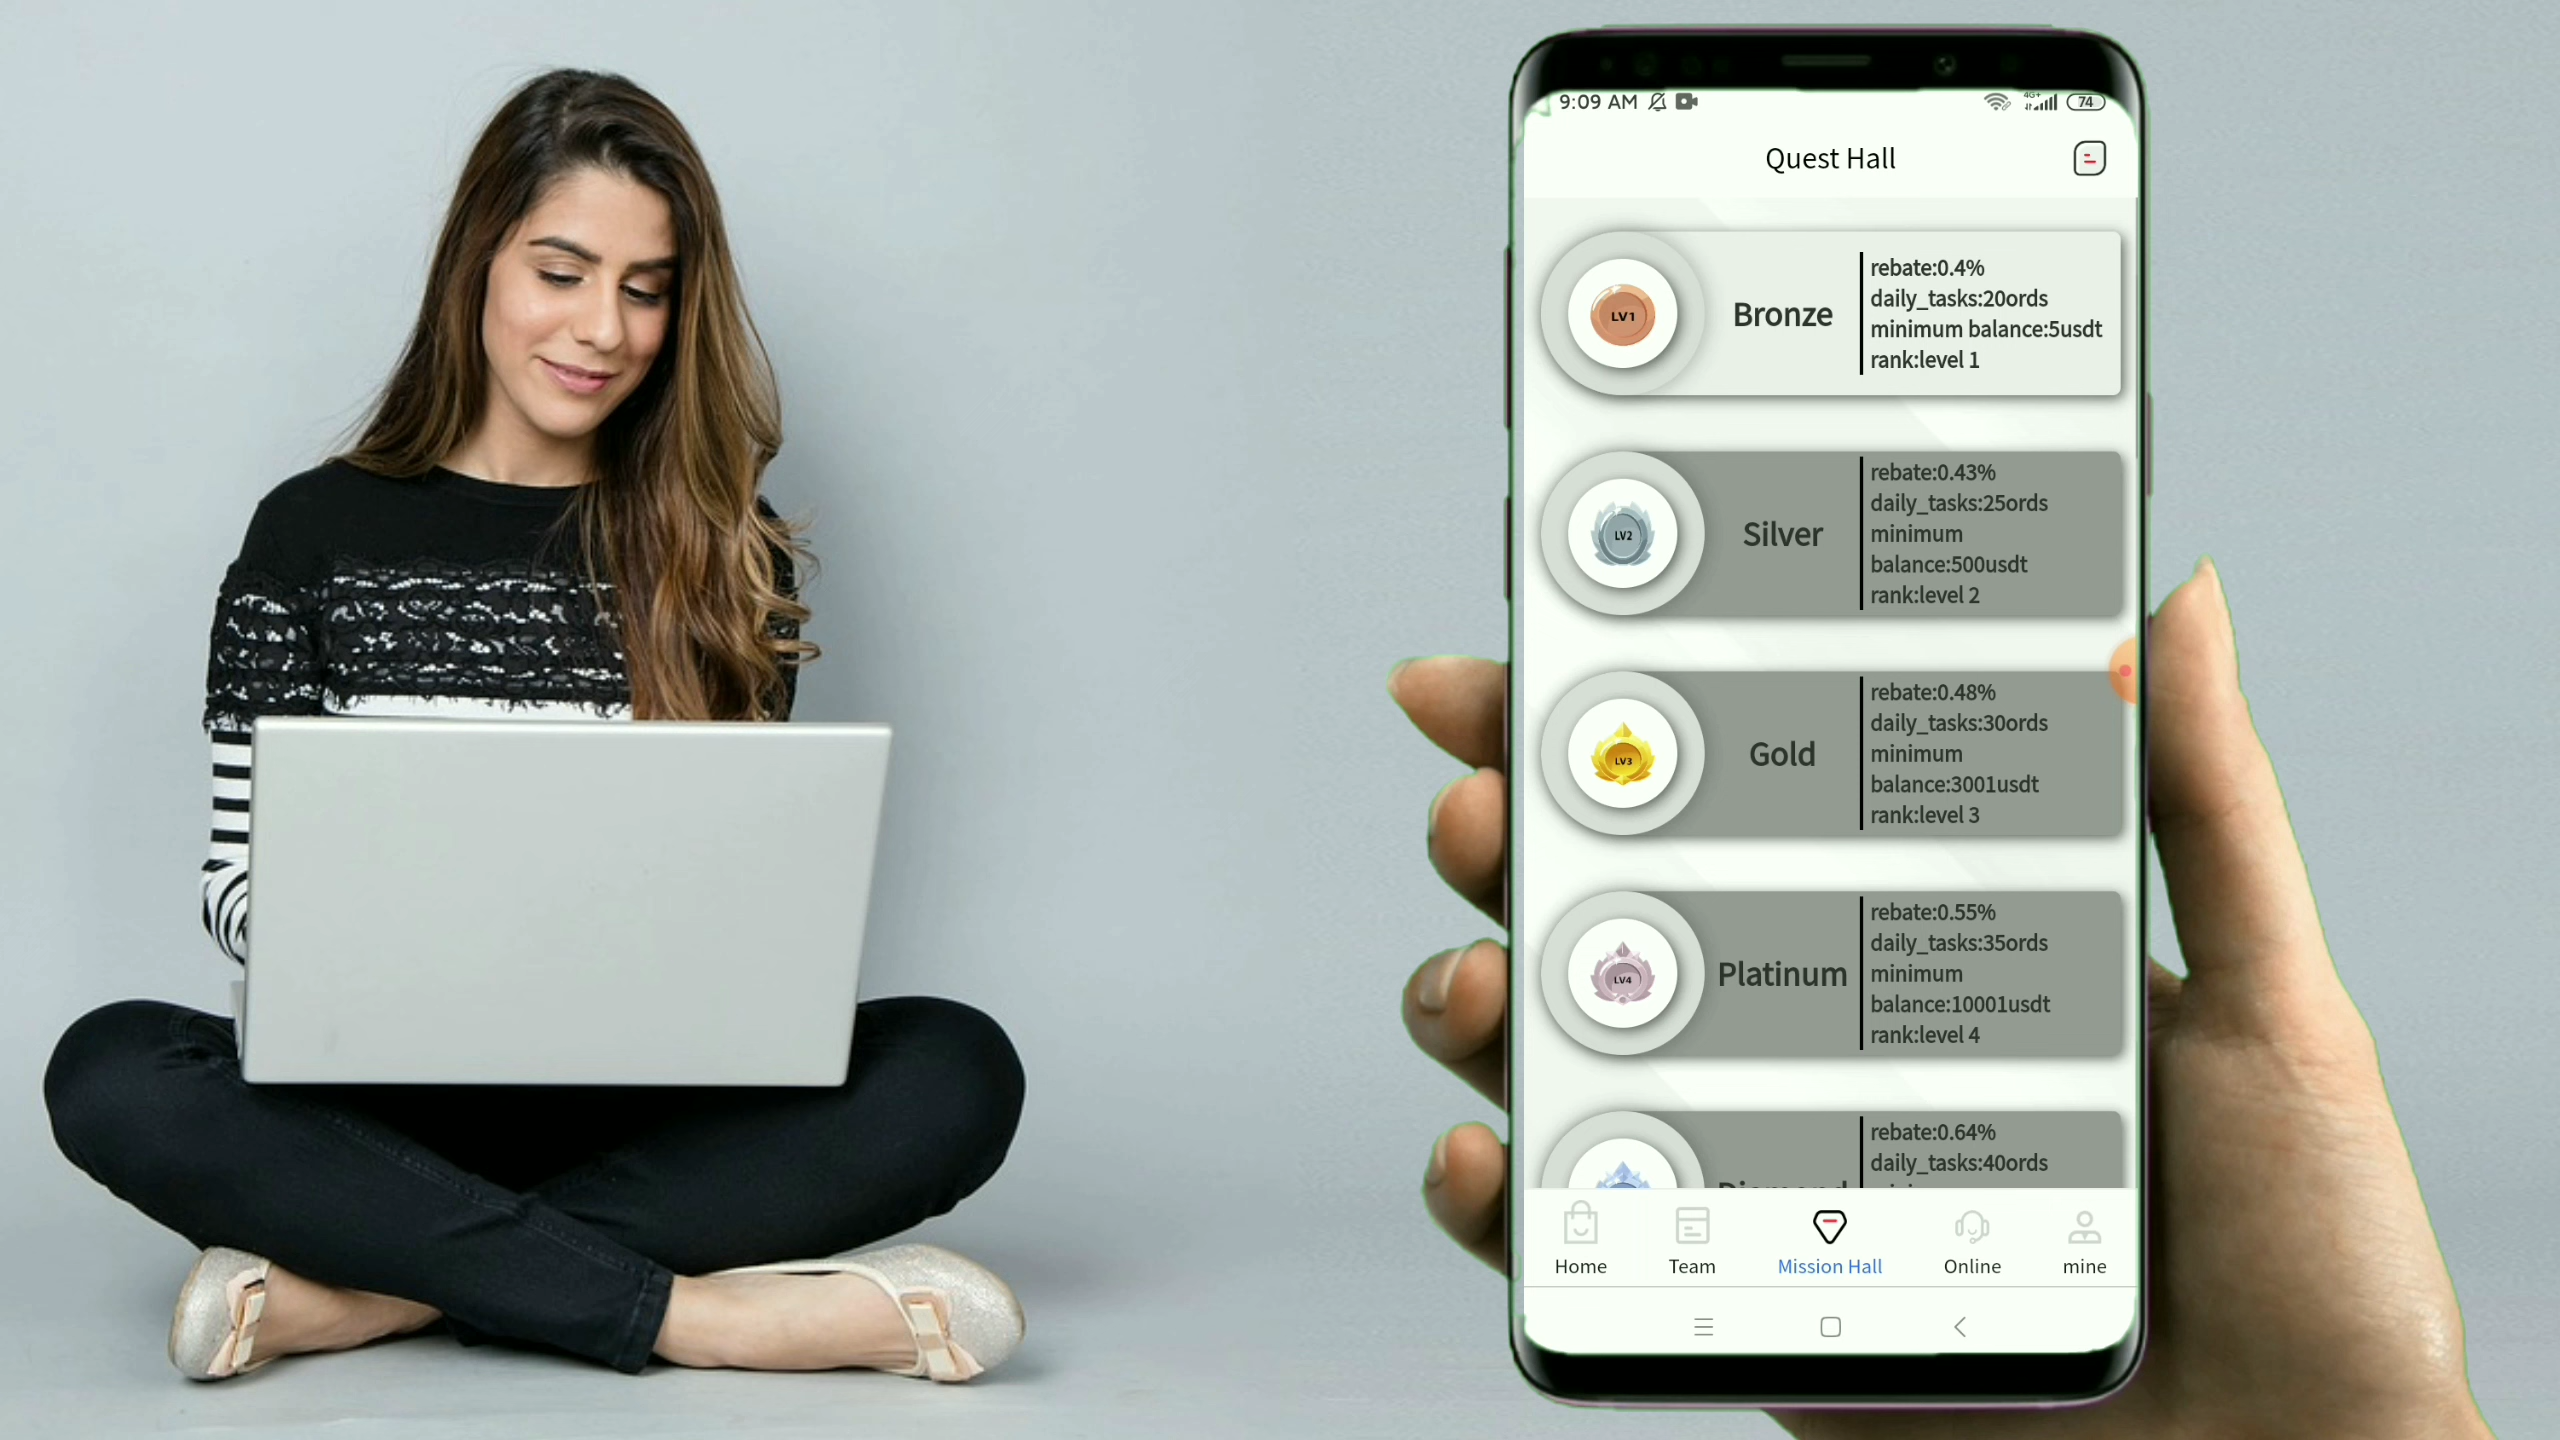 9:09 AM
4G+
74
Quest Hall
LV1
Bronze
rebate:0.4%
daily_tasks:20ords
minimum balance:5usdt
rank:level 1
LV2
Silver
rebate:0.43%
daily_tasks:25ords
minimum
balance:500usdt
rank:level 2
LV3
Gold
rebate:0.48%
daily_tasks:30ords
minimum
balance:3001usdt
rank:level 3
LV4
Platinum
rebate:0.55%
daily_tasks:35ords
minimum
balance:10001usdt
rank:level 4
rebate:0.64%
daily_tasks:40ords
Home
Team
Mission Hall
Online
mine